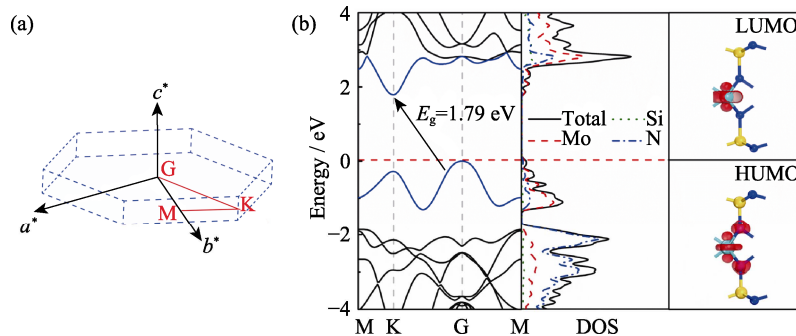 (a)
c*
G
M
K
a*
b*
(b)
Energy / eV
4
2
0
−2
−4
E_g=1.79 eV
M K G M
Total
Si
Mo
N
DOS
LUMO
HUMO